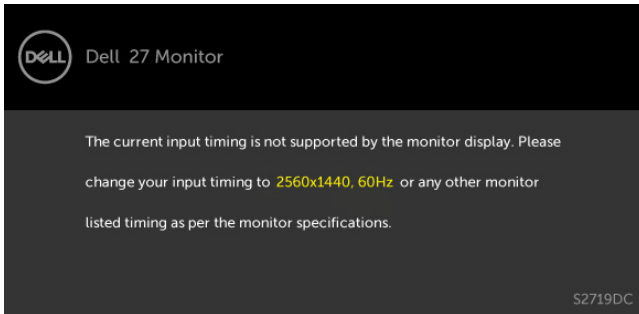 DELL
Dell 27 Monitor
The current input timing is not supported by the monitor display. Please
change your input timing to 2560x1440, 60Hz or any other monitor
listed timing as per the monitor specifications.
S2719DC